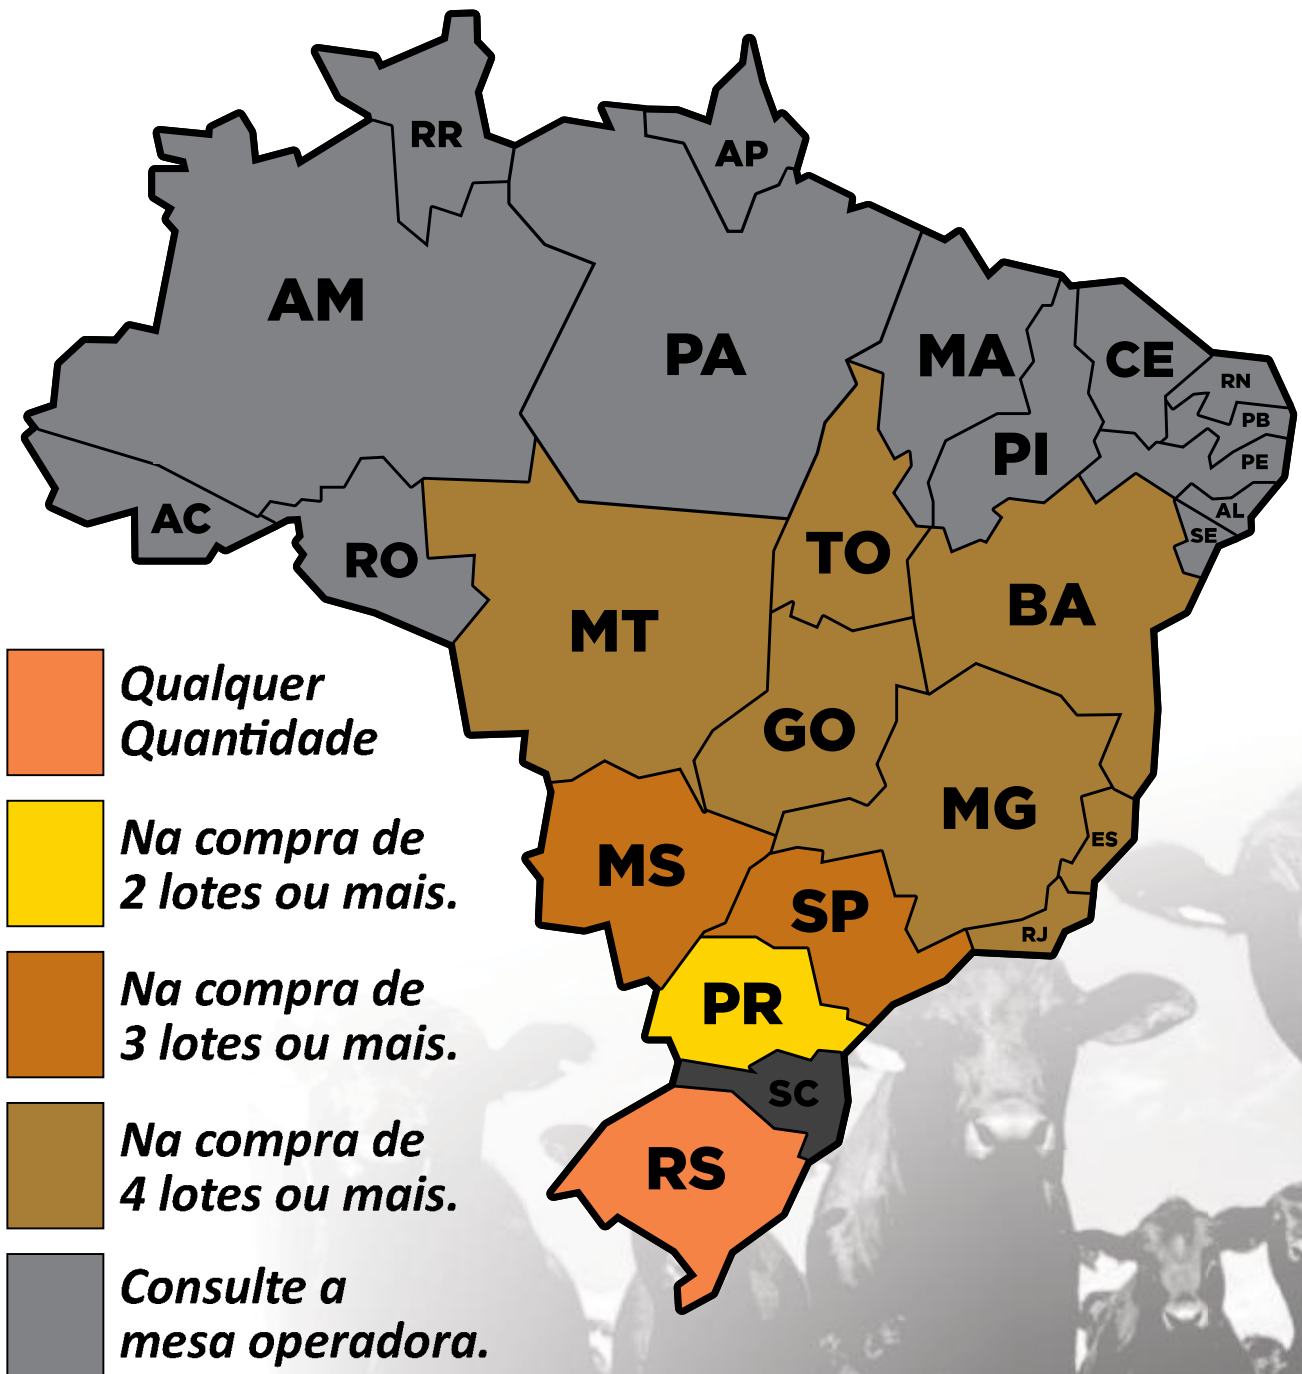 RR
AP
AM
PA
MA
CE
RN
PB
PI
PE
AL
AC
SE
RO
TO
BA
MT
GO
MG
ES
MS
SP
RJ
PR
SC
RS
Qualquer
Quantidade
Na compra de
2 lotes ou mais.
Na compra de
3 lotes ou mais.
Na compra de
4 lotes ou mais.
Consulte a
mesa operadora.